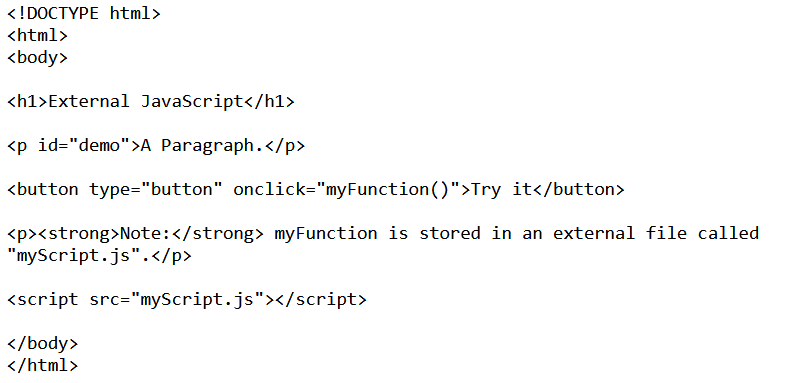 <!DOCTYPE html>
<html>
<body>
<h1>External JavaScript</h1>
<p id="demo">A Paragraph.</p>
<button type="button" onclick="myFunction()">Try it</button>
<p><strong>Note:</strong> myFunction is stored in an external file called
"myScript.js".</p>
<script src="myScript.js"></script>
</body>
</html>